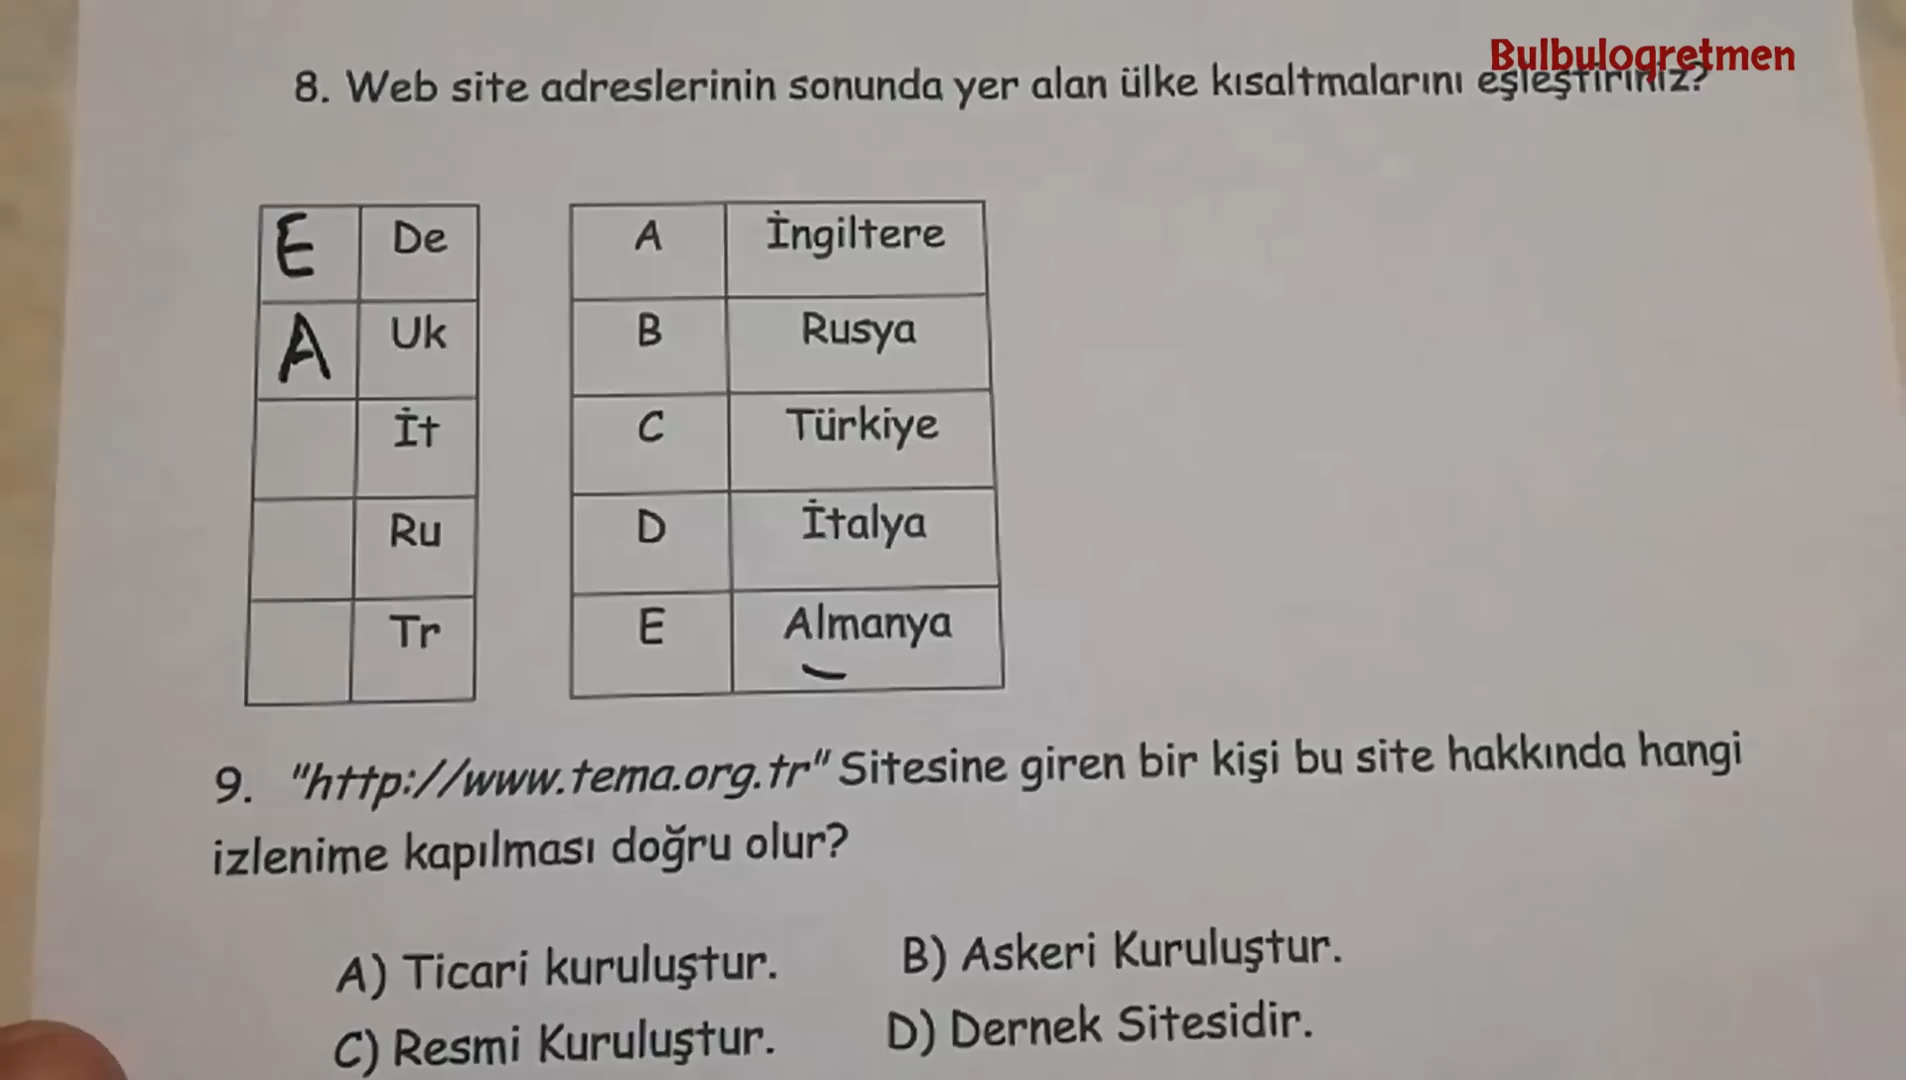 Bulbulogretmen
8. Web site adreslerinin sonunda yer alan ülke kısaltmalarını eşleştiriniz?
E De
A Uk
İt
Ru
Tr
A İngiltere
B Rusya
C Türkiye
D İtalya
E Almanya
9. "http://www.tema.org.tr" Sitesine giren bir kişi bu site hakkında hangi
izlenime kapılması doğru olur?
A) Ticari kuruluştur. B) Askeri Kuruluştur.
C) Resmi Kuruluştur. D) Dernek Sitesidir.